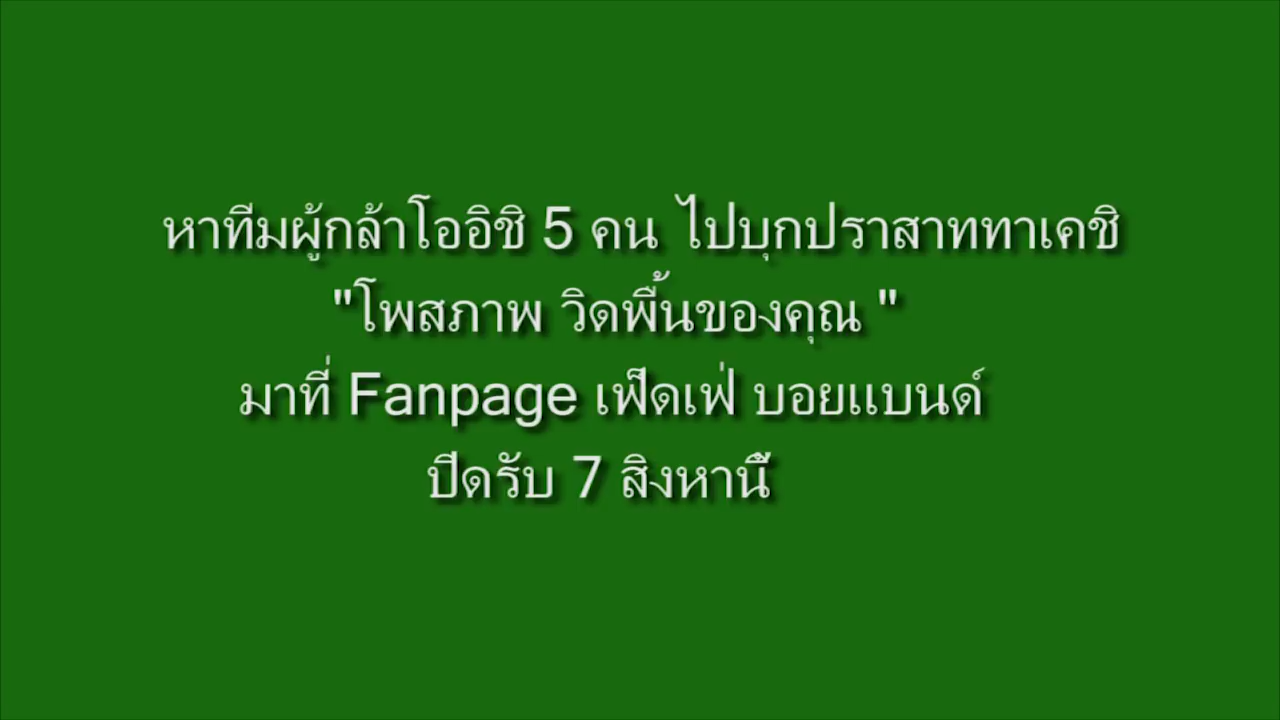 หาทีมผู้กล้าโออิชิ 5 คน ไปบุกปราสาททาเคชิ
"โพสภาพ วิดพื้นของคุณ "
มาที่ Fanpage เฟ็ดเฟ่ บอยแบนด์
ปิดรับ 7 สิงหานี้